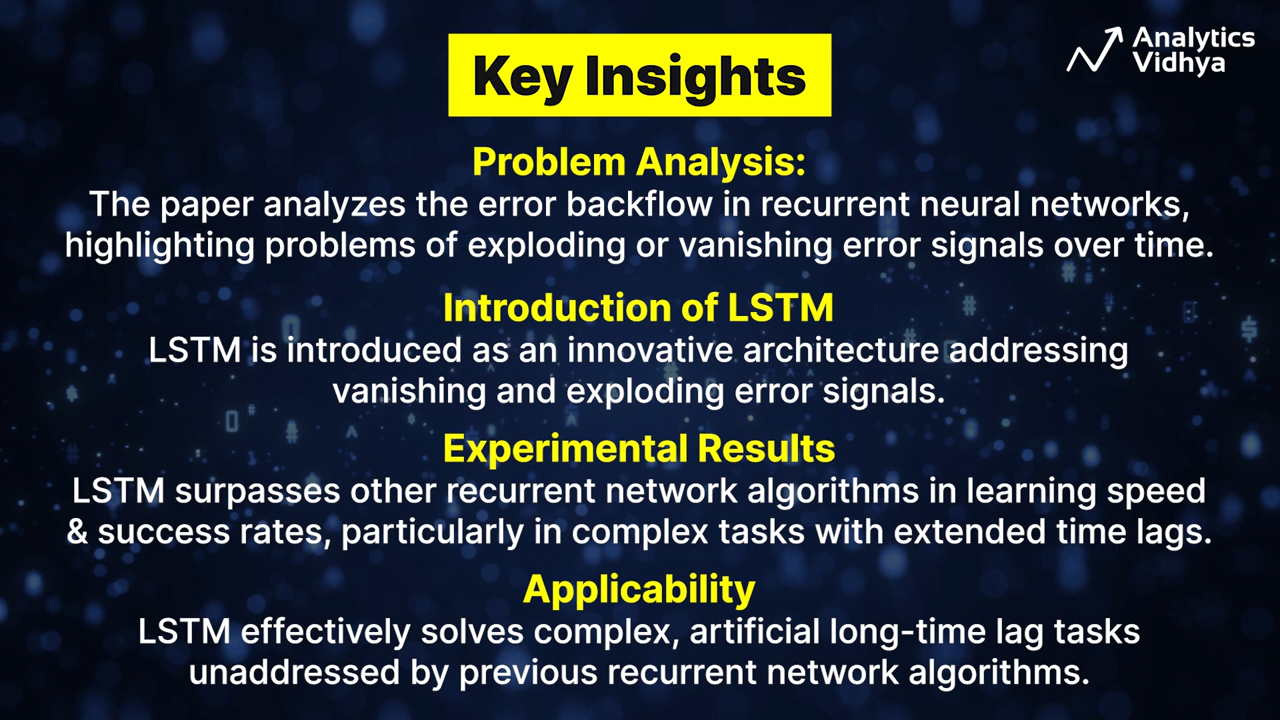 Analytics
Vidhya
Key Insights
Problem Analysis:
The paper analyzes the error backflow in recurrent neural networks,
highlighting problems of exploding or vanishing error signals over time.
Introduction of LSTM
LSTM is introduced as an innovative architecture addressing
vanishing and exploding error signals.
Experimental Results
LSTM surpasses other recurrent network algorithms in learning speed
& success rates, particularly in complex tasks with extended time lags.
Applicability
LSTM effectively solves complex, artificial long-time lag tasks
unaddressed by previous recurrent network algorithms.